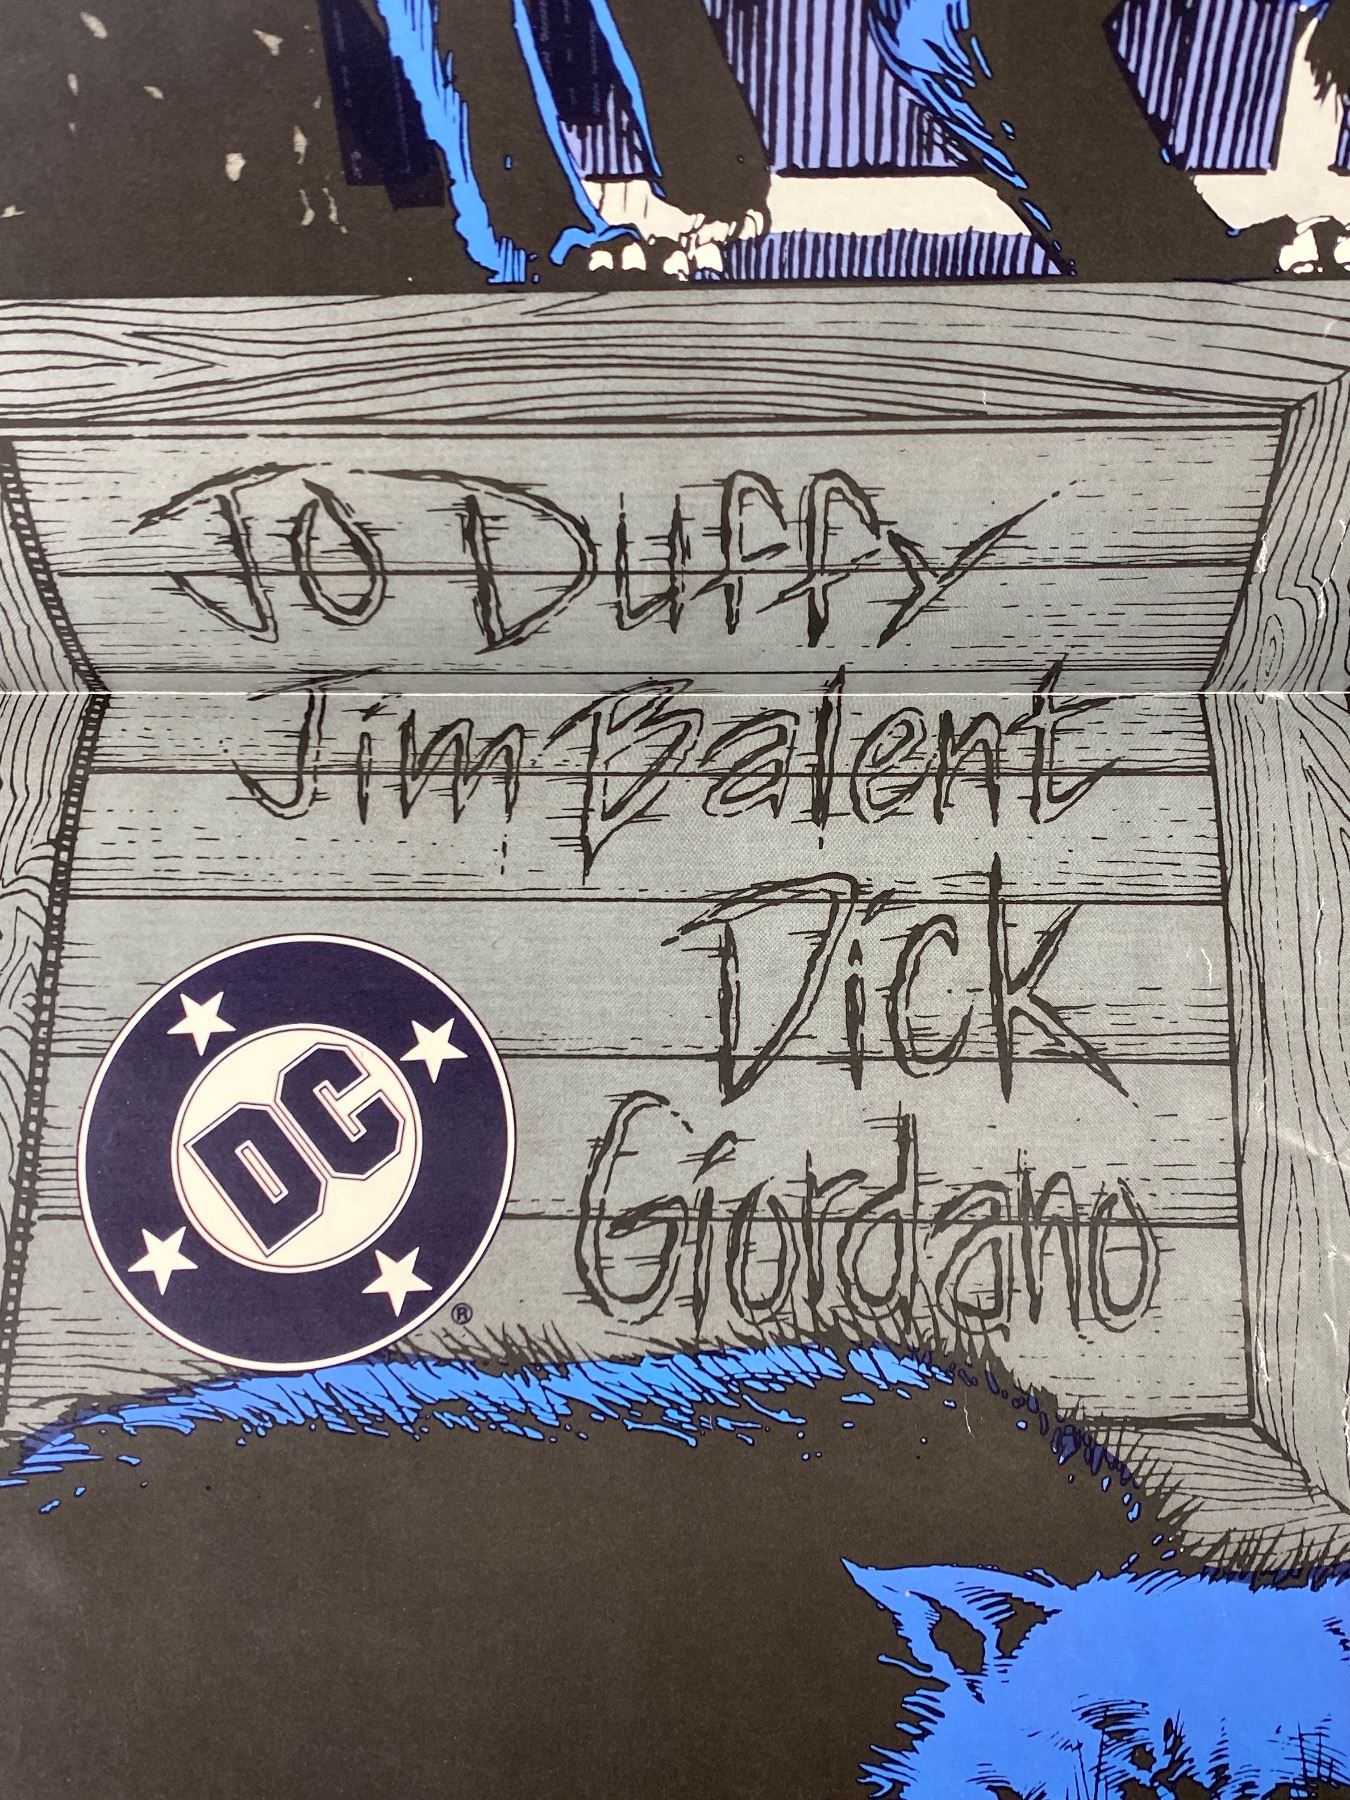 Jo Duffy
Jim Balent
Dick
Giordano
DC
®